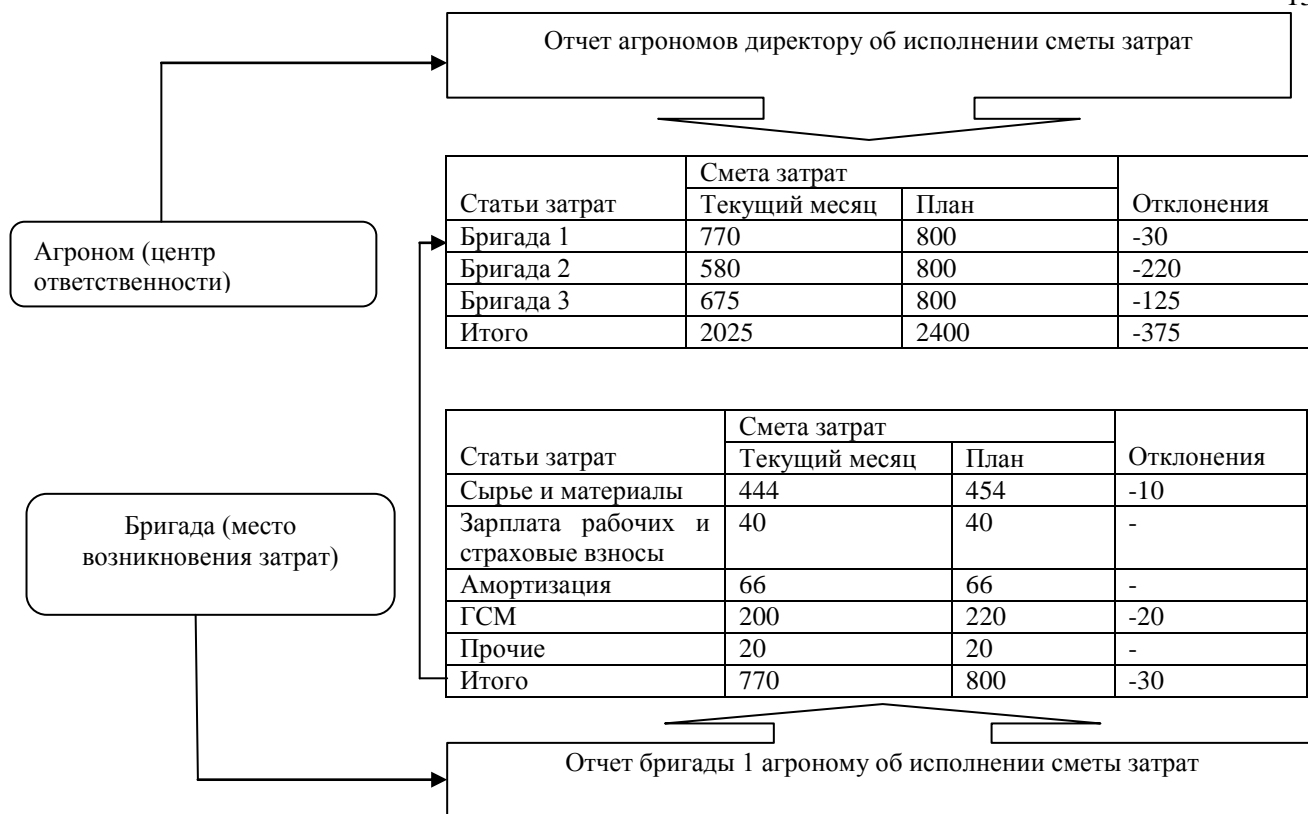 Отчет агрономов директору об исполнении сметы затрат
Статьи затрат Смета затрат Отклонения
Текущий месяц План
Бригада 1 770 800 -30
Бригада 2 580 800 -220
Бригада 3 675 800 -125
Итого 2025 2400 -375
Агроном (центр
ответственности)
Статьи затрат Смета затрат Отклонения
Текущий месяц План
Сырье и материалы 444 454 -10
Зарплата рабочих и 40 40 -
страховые взносы
Амортизация 66 66 -
ГСМ 200 220 -20
Прочие 20 20 -
Итого 770 800 -30
Бригада (место
возникновения затрат)
Отчет бригады 1 агроному об исполнении сметы затрат